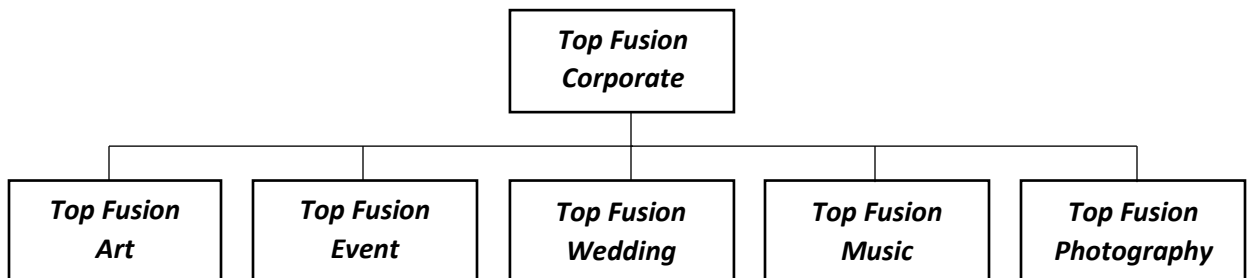 Top Fusion
Corporate
Top Fusion
Art
Top Fusion
Event
Top Fusion
Wedding
Top Fusion
Music
Top Fusion
Photography